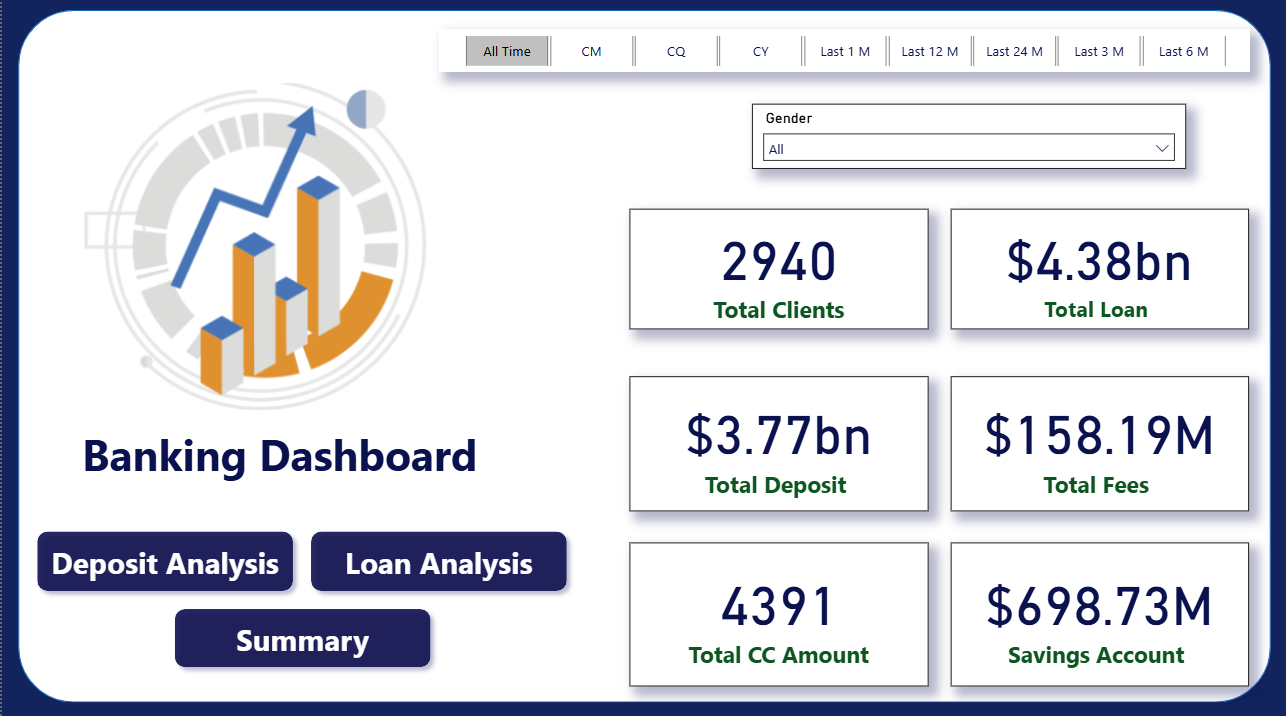 All Time CM CQ CY Last 1 M Last 12 M Last 24 M Last 3 M Last 6 M
Gender
All
2940
Total Clients
$4.38bn
Total Loan
$3.77bn
Total Deposit
$158.19M
Total Fees
4391
Total CC Amount
$698.73M
Savings Account
Banking Dashboard
Deposit Analysis
Loan Analysis
Summary